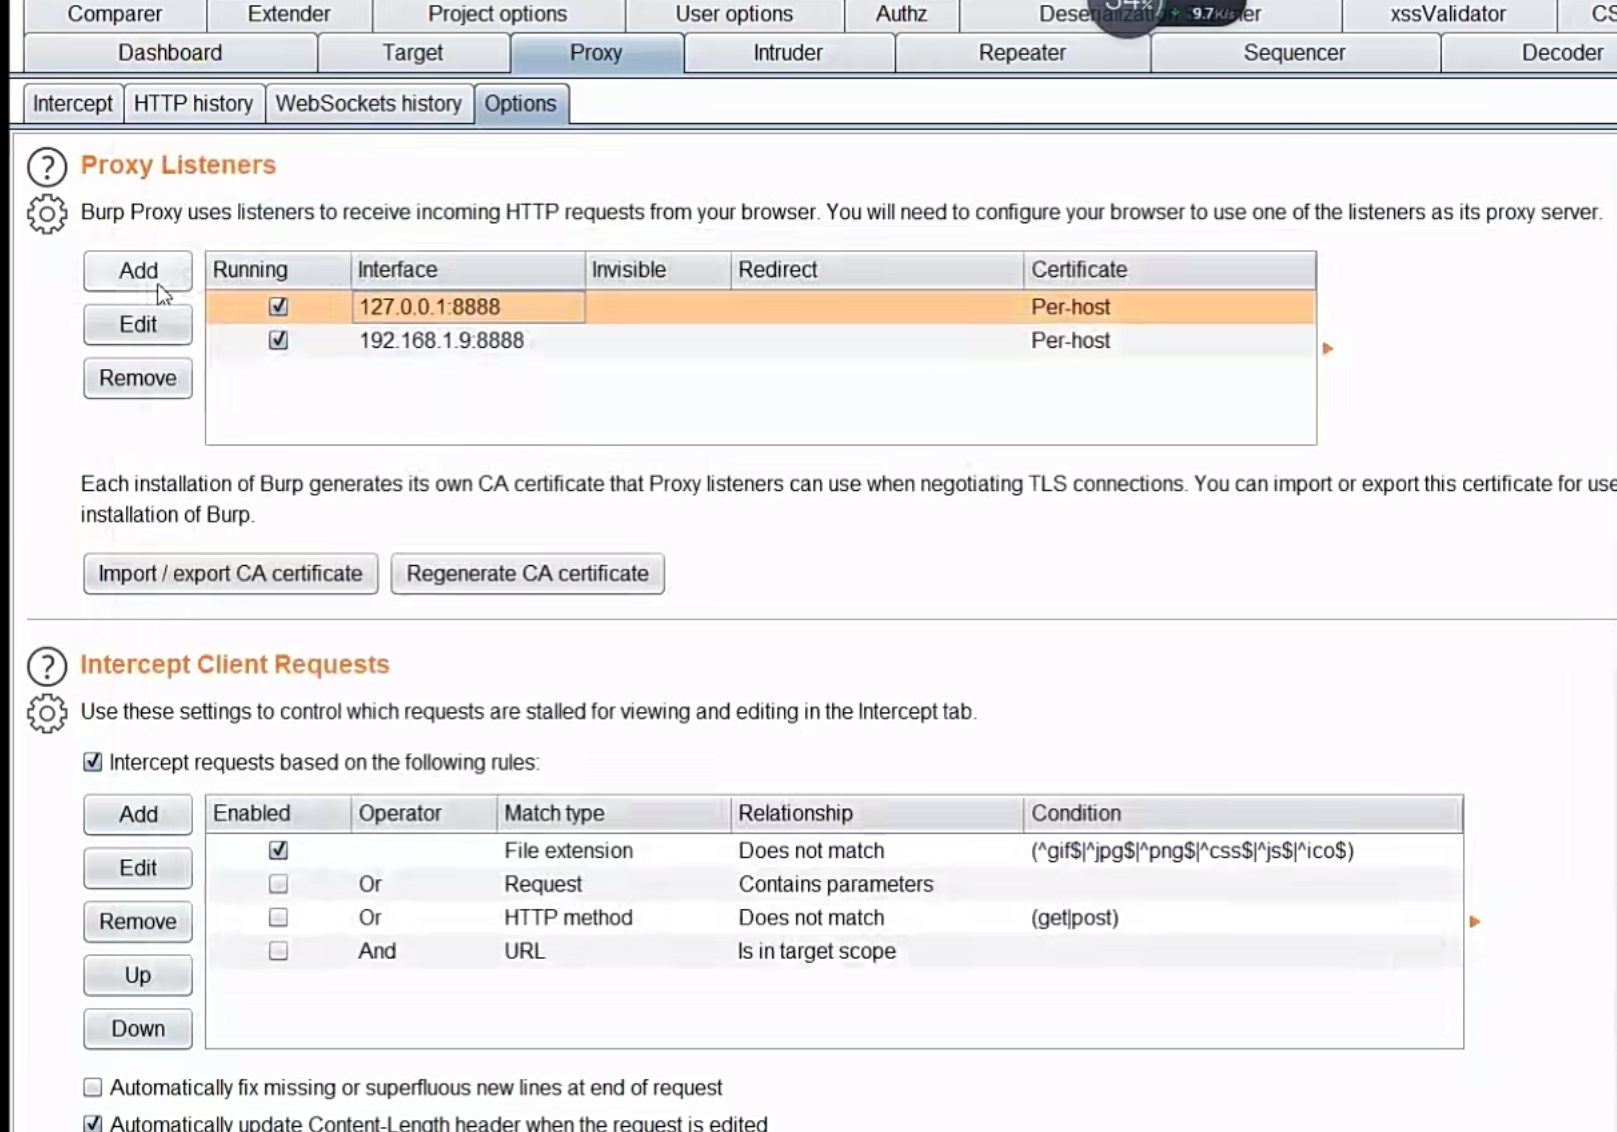 Comparer Extender Project options User options Authz xssValidator
Dashboard Target Proxy Intruder Repeater Sequencer Decoder
9.7K/s
Intercept HTTP history WebSockets history Options
Proxy Listeners
Burp Proxy uses listeners to receive incoming HTTP requests from your browser. You will need to configure your browser to use one of the listeners as its proxy server.
Add Running Interface Invisible Redirect Certificate
127.0.0.1:8888 Per-host
Edit
192.168.1.9:8888 Per-host
Remove
Each installation of Burp generates its own CA certificate that Proxy listeners can use when negotiating TLS connections. You can import or export this certificate for use
installation of Burp.
Import / export CA certificate Regenerate CA certificate
Intercept Client Requests
Use these settings to control which requests are stalled for viewing and editing in the Intercept tab.
Intercept requests based on the following rules:
Add Enabled Operator Match type Relationship Condition
File extension Does not match (^gif$|^jpg$|^png$|^css$|^js$|^ico$)
Edit
Or Request Contains parameters
Remove Or HTTP method Does not match (get|post)
And URL Is in target scope
Up
Down
Automatically fix missing or superfluous new lines at end of request
Automatically update Content-Length header when the request is edited